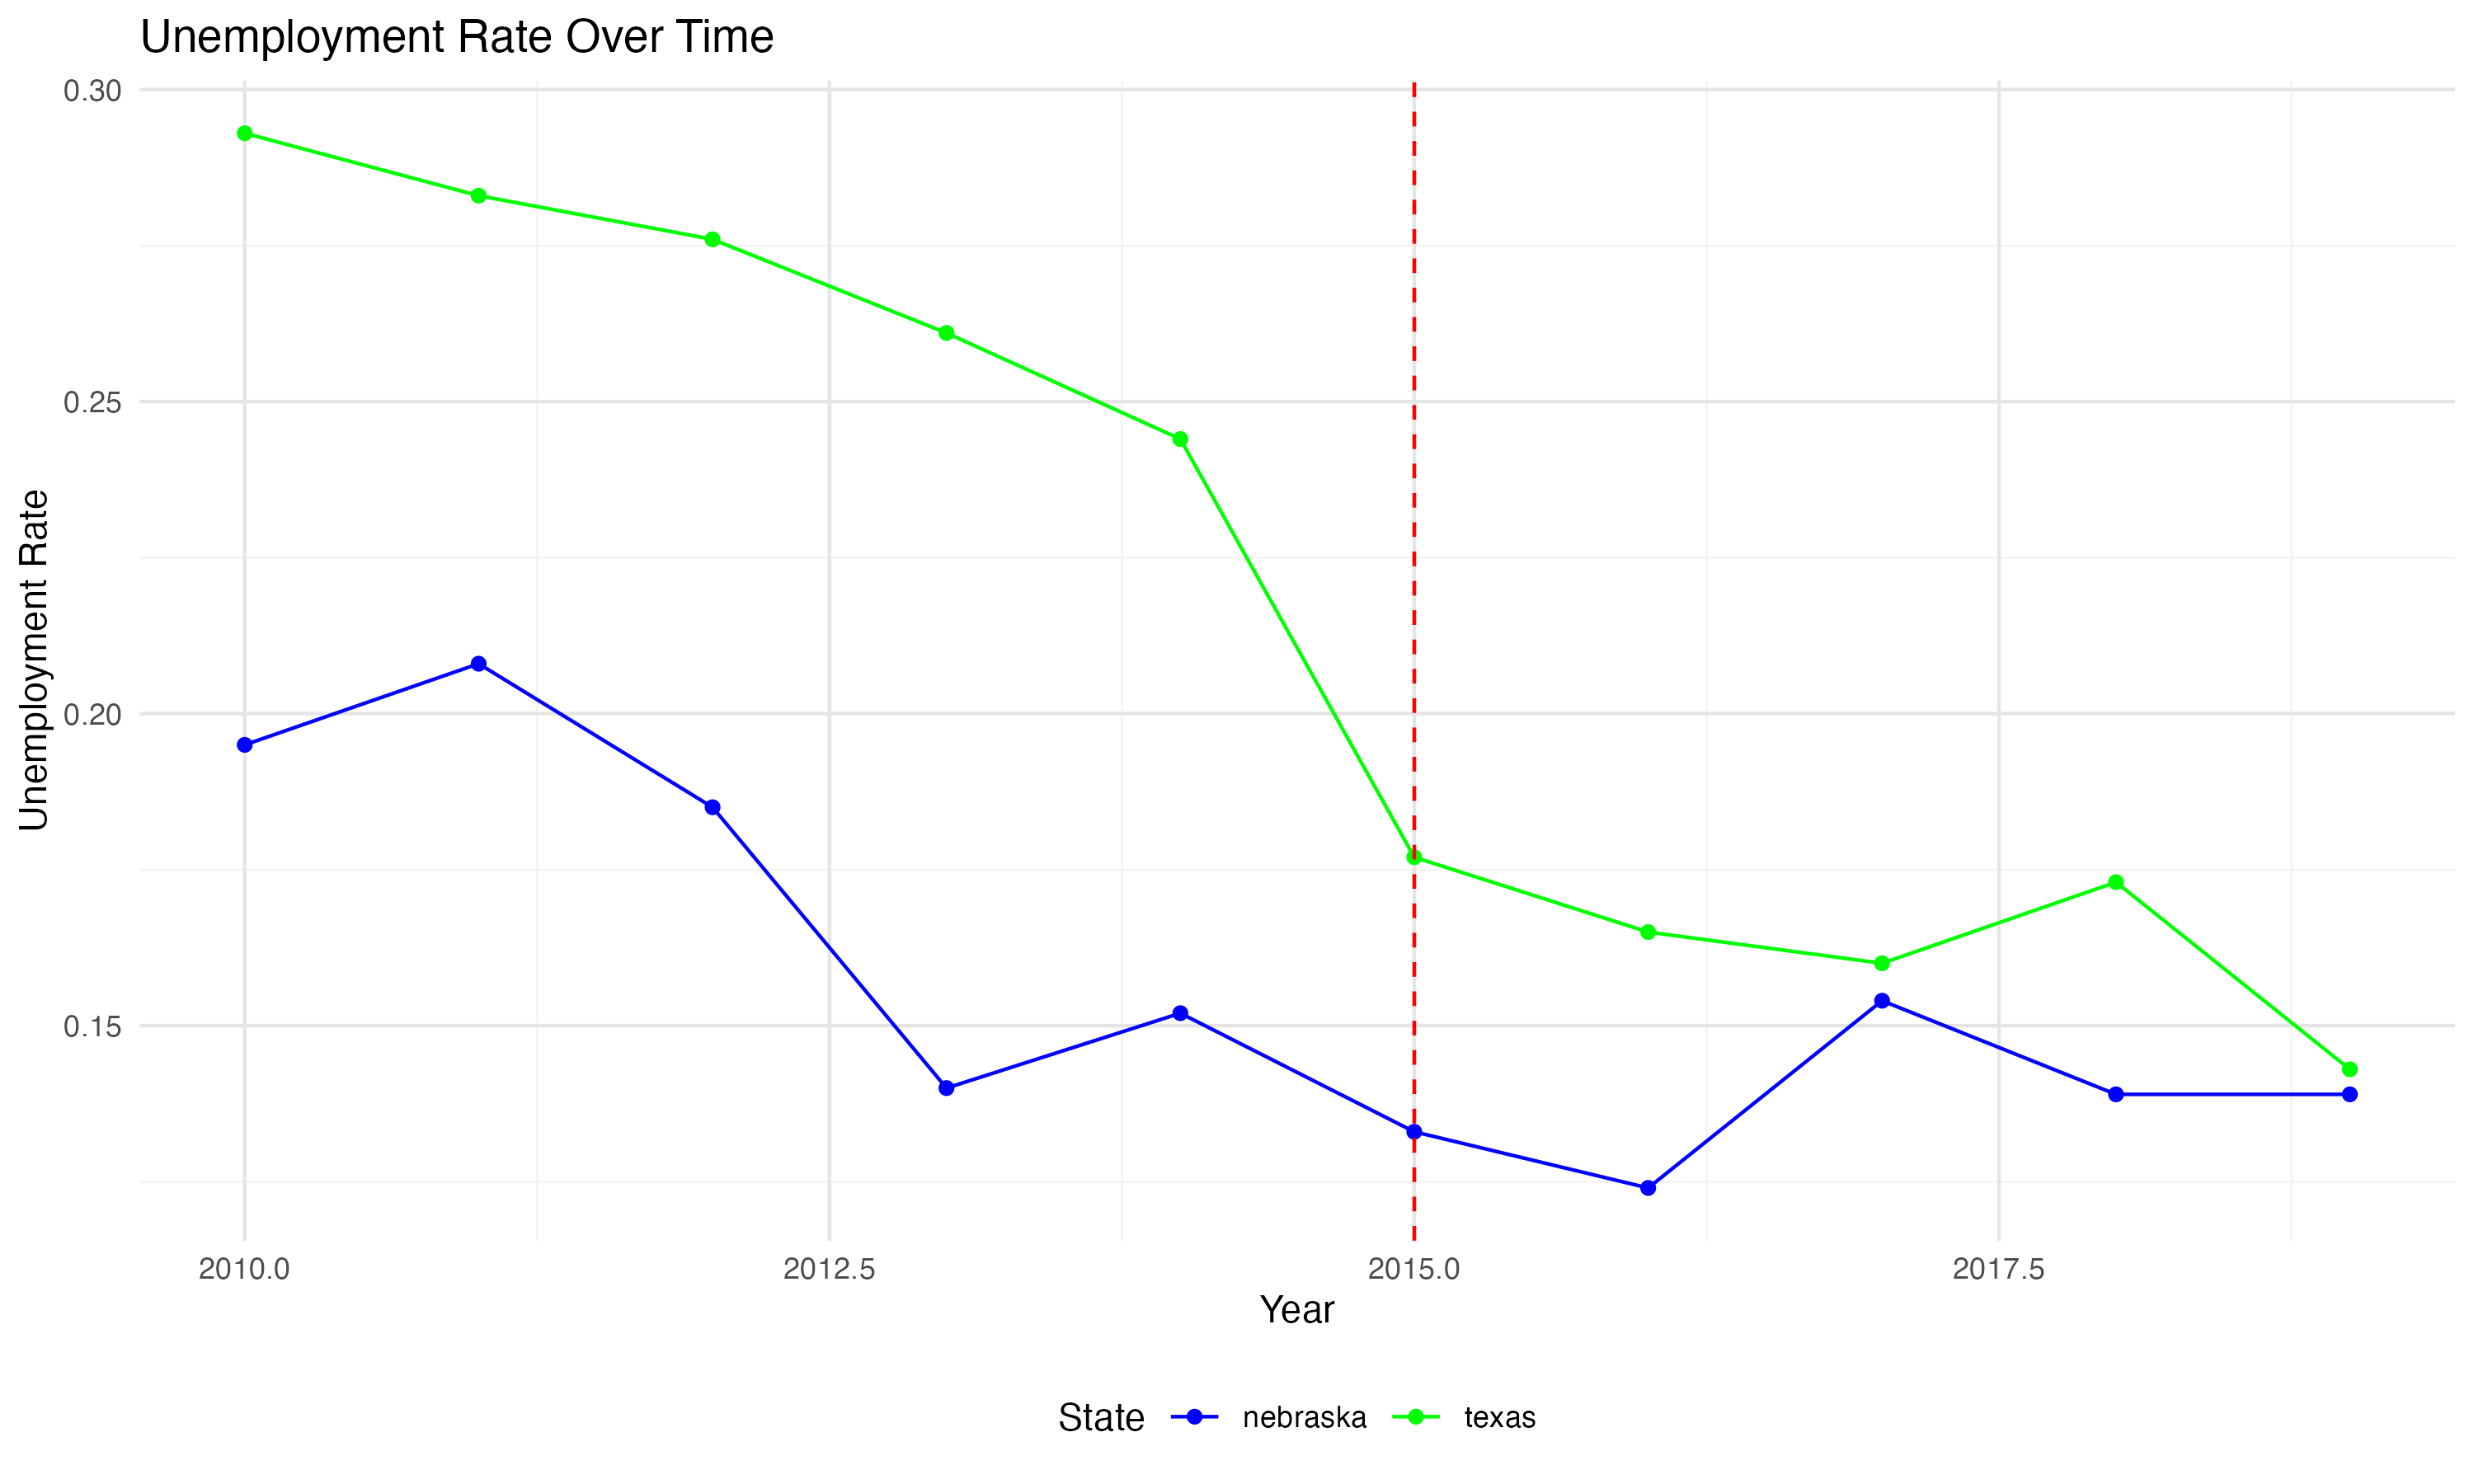 Unemployment Rate Over Time
0.30
0.25
0.20
0.15
Unemployment Rate
2010.0 2012.5 2015.0 2017.5
Year
State nebraska texas